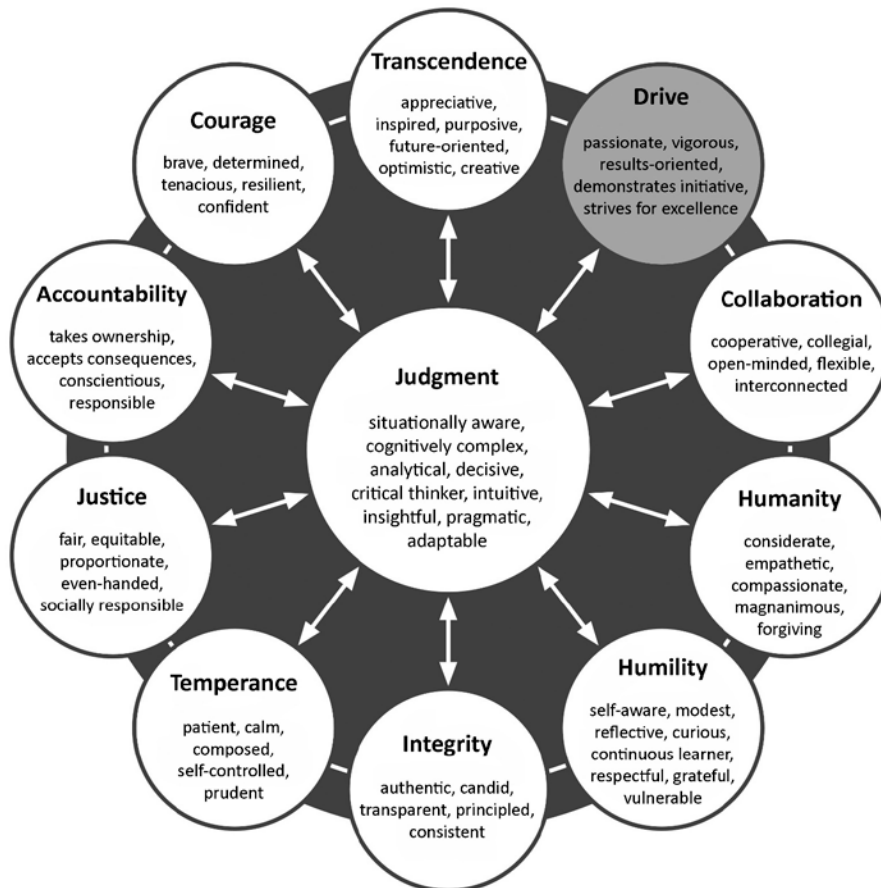 Transcendence
appreciative,
inspired, purposive,
future-oriented,
optimistic, creative
Drive
passionate, vigorous,
results-oriented,
demonstrates initiative,
strives for excellence
Collaboration
cooperative, collegial,
open-minded, flexible,
interconnected
Humanity
considerate,
empathetic,
compassionate,
magnanimous,
forgiving
Humility
self-aware, modest,
reflective, curious,
continuous learner,
respectful, grateful,
vulnerable
Integrity
authentic, candid,
transparent, principled,
consistent
Temperance
patient, calm,
composed,
self-controlled,
prudent
Justice
fair, equitable,
proportionate,
even-handed,
socially responsible
Accountability
takes ownership,
accepts consequences,
conscientious,
responsible
Courage
brave, determined,
tenacious, resilient,
confident
Judgment
situationally aware,
cognitively complex,
analytical, decisive,
critical thinker, intuitive,
insightful, pragmatic,
adaptable